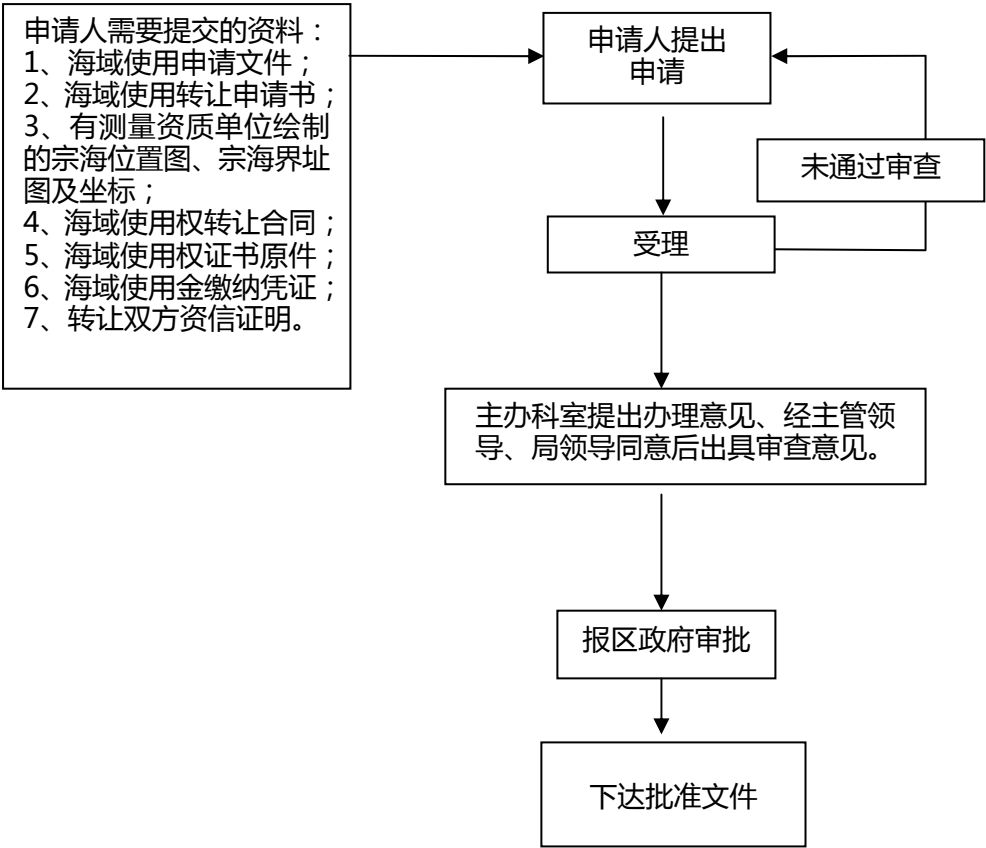 申请人需要提交的资料：
1、海域使用申请文件；
2、海域使用转让申请书；
3、有测量资质单位绘制
的宗海位置图、宗海界址
图及坐标；
4、海域使用权转让合同；
5、海域使用权证书原件；
6、海域使用金缴纳凭证；
7、转让双方资信证明。
申请人提出
申请
未通过审查
受理
主办科室提出办理意见、经主管领
导、局领导同意后出具审查意见。
报区政府审批
下达批准文件